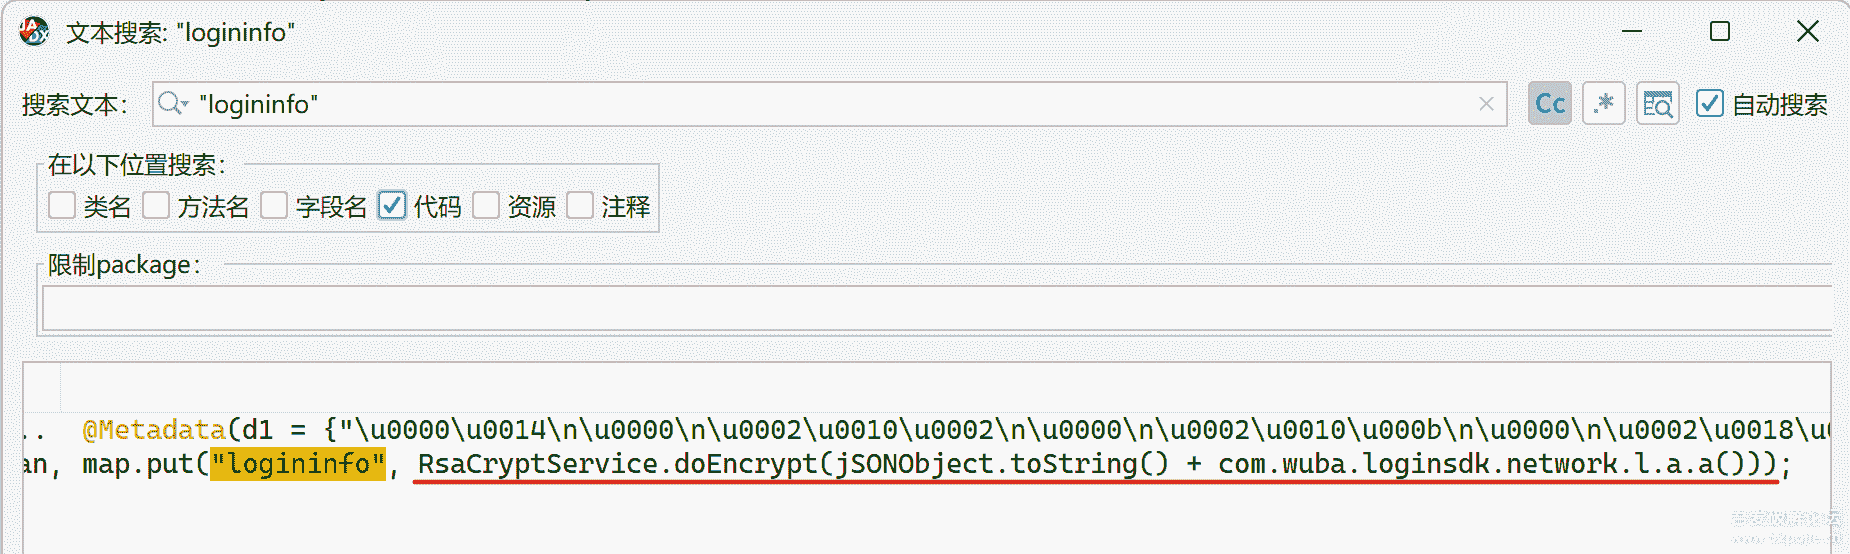 文本搜索: "logininfo"
搜索文本: "logininfo" Cc .* 自动搜索
在以下位置搜索:
类名 方法名 字段名 代码 资源 注释
限制package:
.. @Metadata(d1 = {"\u0000\u0014\n\u0000\n\u0002\u0010\u0002\n\u0000\n\u0002\u0010\u000b\n\u0000\n\u0002\u0018\u0
an, map.put("logininfo", RsaCryptService.doEncrypt(jSONObject.toString() + com.wuba.loginsdk.network.l.a.a()));